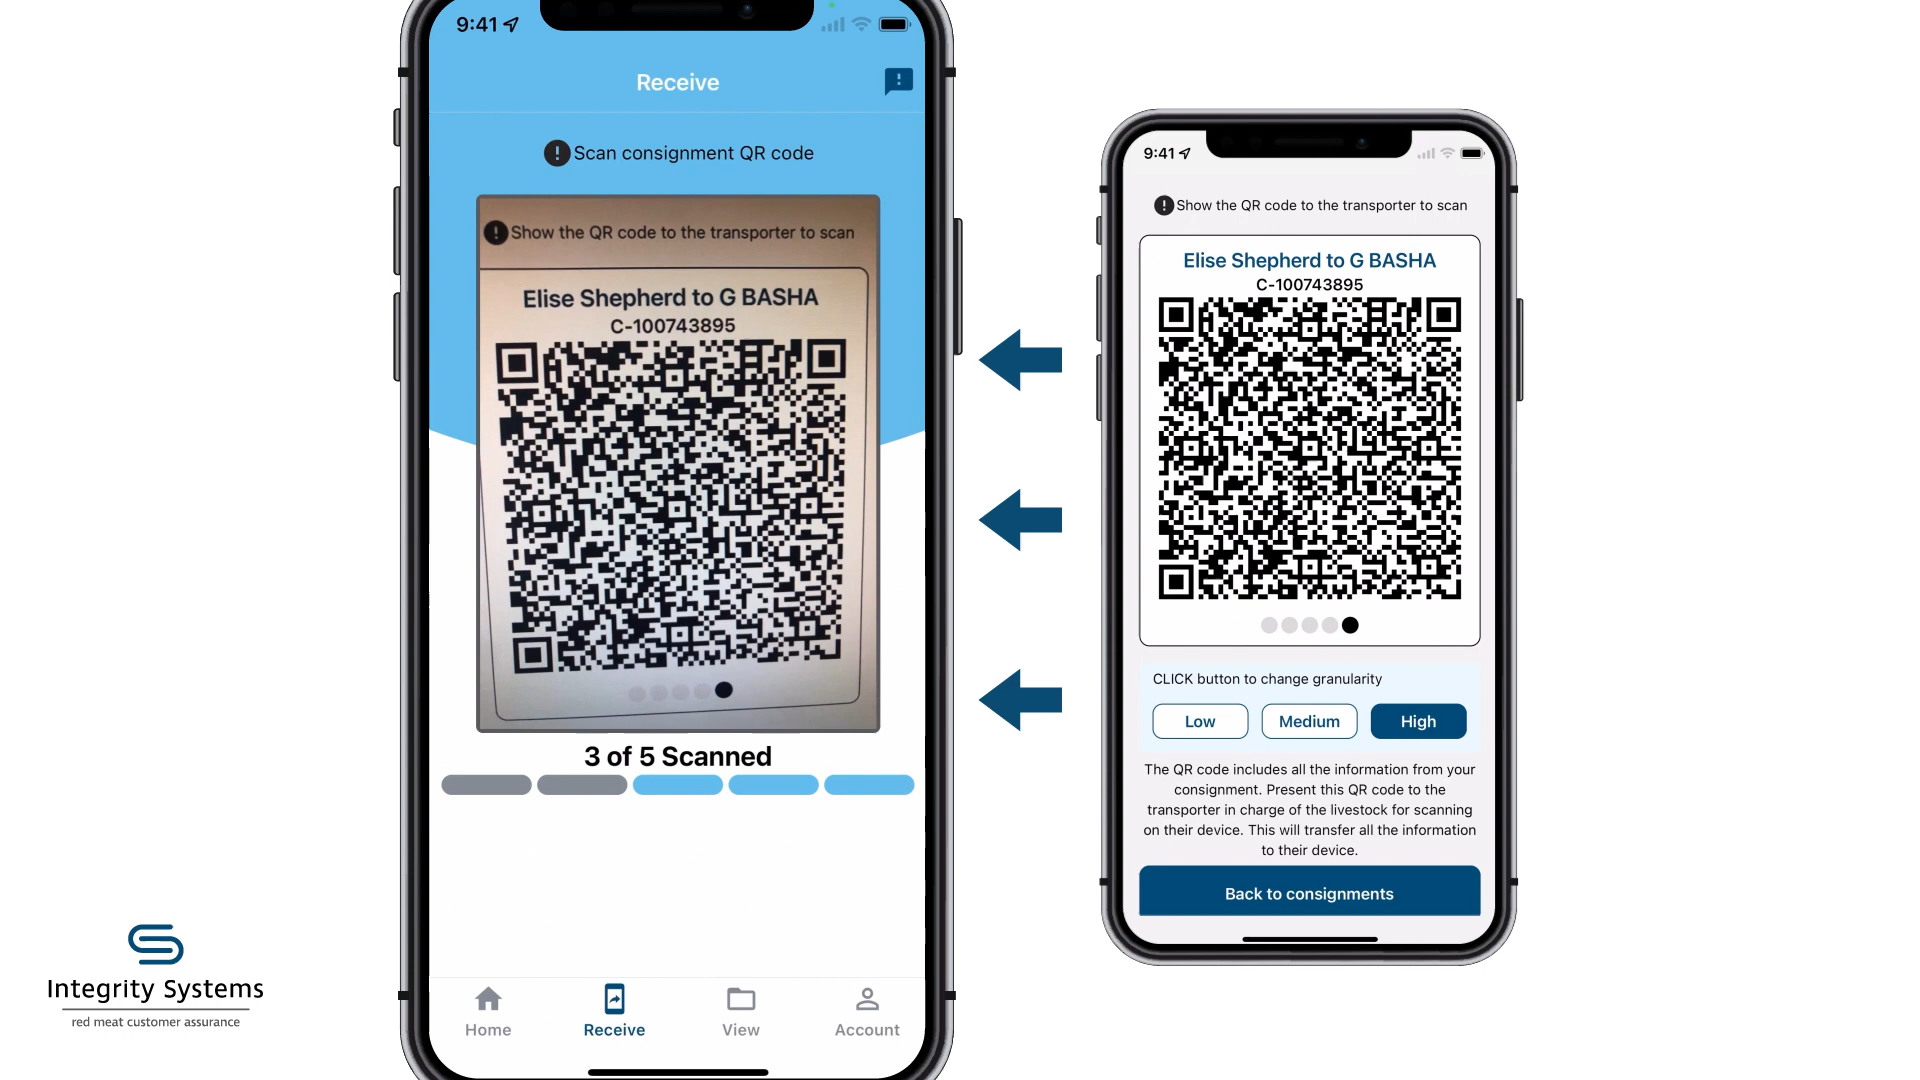 9:41
Receive
Scan consignment QR code
Show the QR code to the transporter to scan
Elise Shepherd to G BASHA
C-100743895
3 of 5 Scanned
Home
Receive
View
Account
9:41
Show the QR code to the transporter to scan
Elise Shepherd to G BASHA
C-100743895
CLICK button to change granularity
Low
Medium
High
The QR code includes all the information from your
consignment. Present this QR code to the
transporter in charge of the livestock for scanning
on their device. This will transfer all the information
to their device.
Back to consignments
Integrity Systems
red meat customer assurance